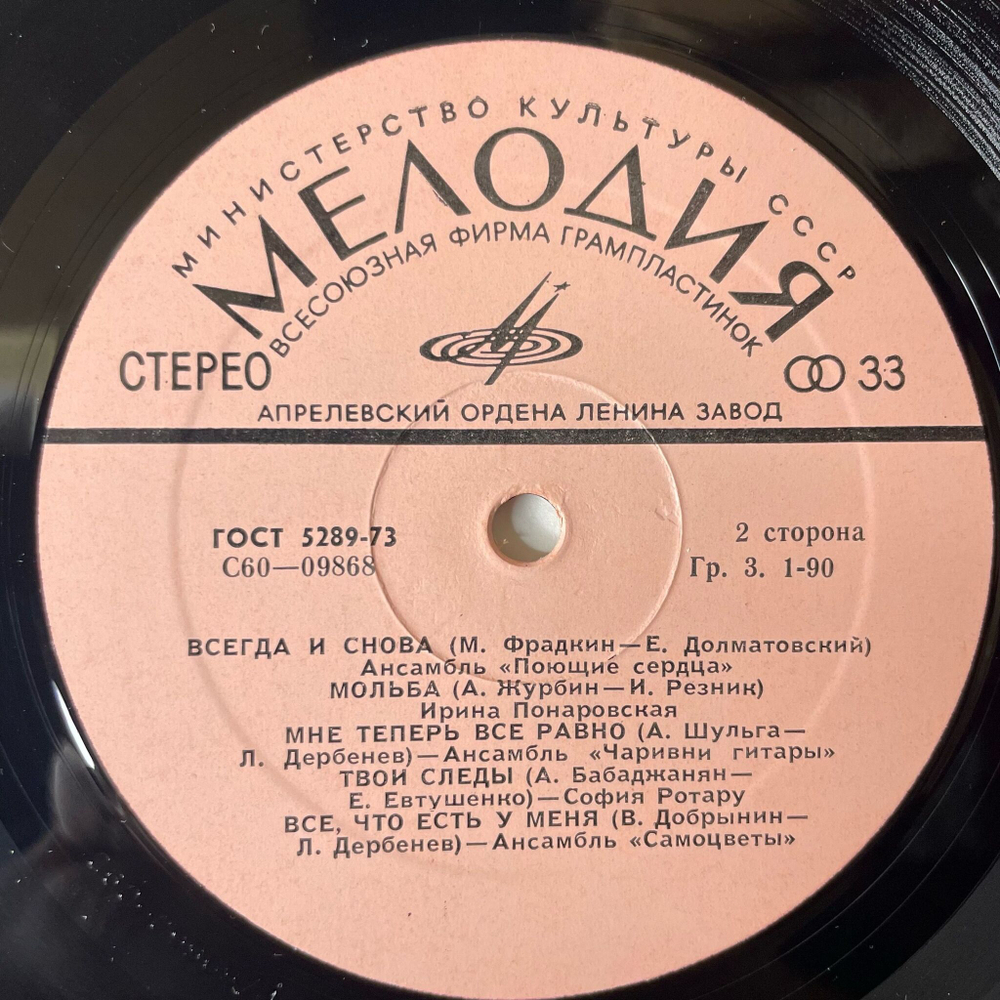 МИНИСТЕРСТВО КУЛЬТУРЫ СССР
МЕЛОДИЯ
ВСЕСОЮЗНАЯ ФИРМА ГРАМПЛАСТИНОК
СТЕРЕО
33
АПРЕЛЕВСКИЙ ОРДЕНА ЛЕНИНА ЗАВОД
ГОСТ 5289-73
2 сторона
С60—09868
Гр. 3. 1-90
ВСЕГДА И СНОВА (М. Фрадкин—Е. Долматовский)
Ансамбль «Поющие сердца»
МОЛЬБА (А. Журбин—И. Резник)
Ирина Понаровская
МНЕ ТЕПЕРЬ ВСЕ РАВНО (А. Шульга—
Л. Дербенев)—Ансамбль «Чаривни гитары»
ТВОИ СЛЕДЫ (А. Бабаджанян—
Е. Евтушенко)—София Ротару
ВСЕ, ЧТО ЕСТЬ У МЕНЯ (В. Добрынин—
Л. Дербенев)—Ансамбль «Самоцветы»